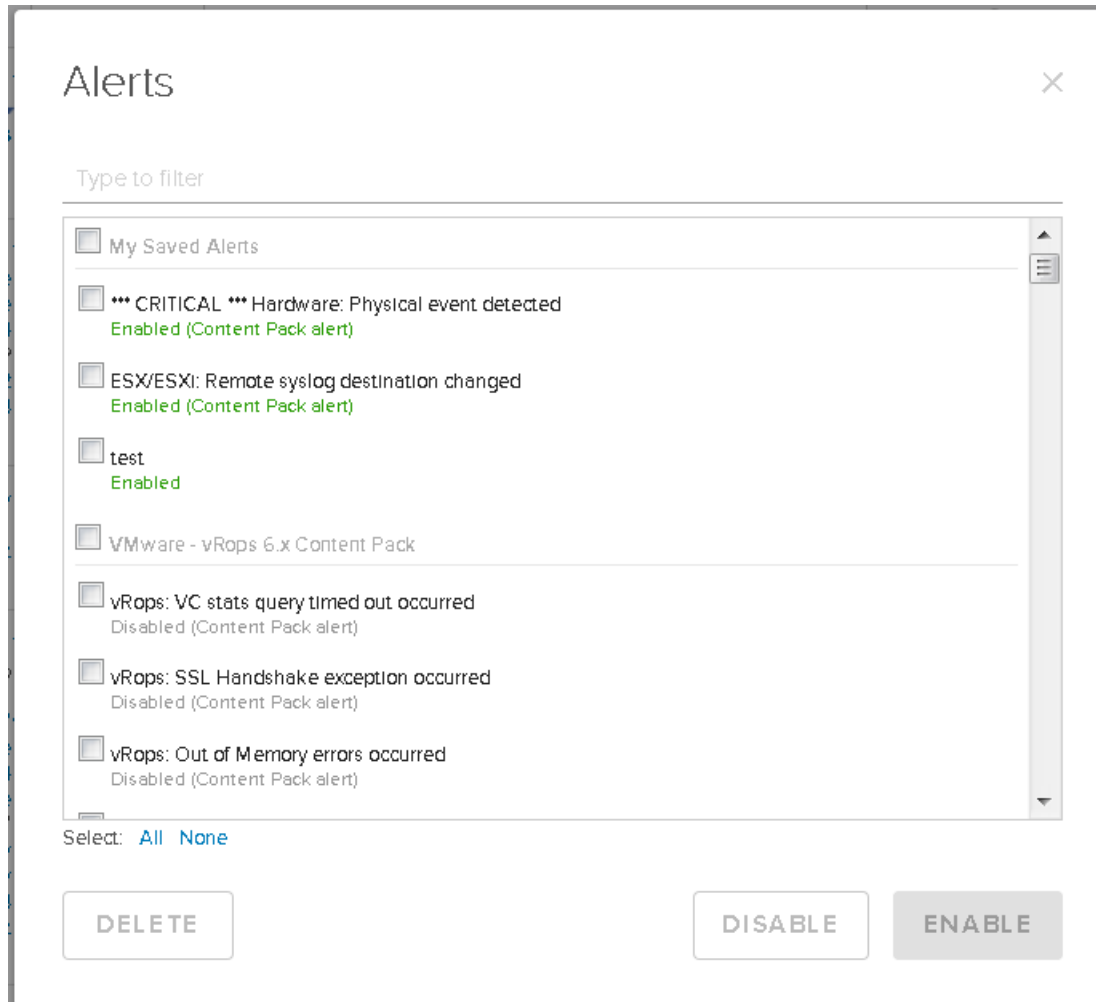 Alerts
Type to filter
My Saved Alerts
*** CRITICAL *** Hardware: Physical event detected
Enabled (Content Pack alert)
ESX/ESXi: Remote syslog destination changed
Enabled (Content Pack alert)
test
Enabled
VMware - vRops 6.x Content Pack
vRops: VC stats query timed out occurred
Disabled (Content Pack alert)
vRops: SSL Handshake exception occurred
Disabled (Content Pack alert)
vRops: Out of Memory errors occurred
Disabled (Content Pack alert)
Select: All None
DELETE DISABLE ENABLE